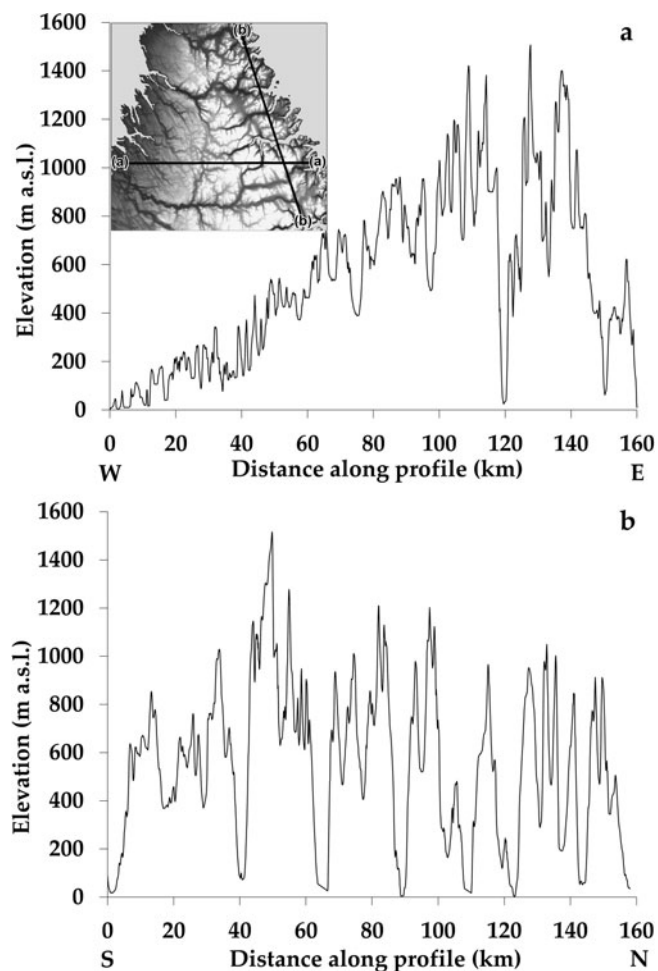 a
Elevation (m a.s.l.)
1600
1400
1200
1000
800
600
400
200
0
(b)
(a) (a)
(b)
0 20 40 60 80 100 120 140 160
W Distance along profile (km) E
b
Elevation (m a.s.l.)
1600
1400
1200
1000
800
600
400
200
0
0 20 40 60 80 100 120 140 160
S Distance along profile (km) N